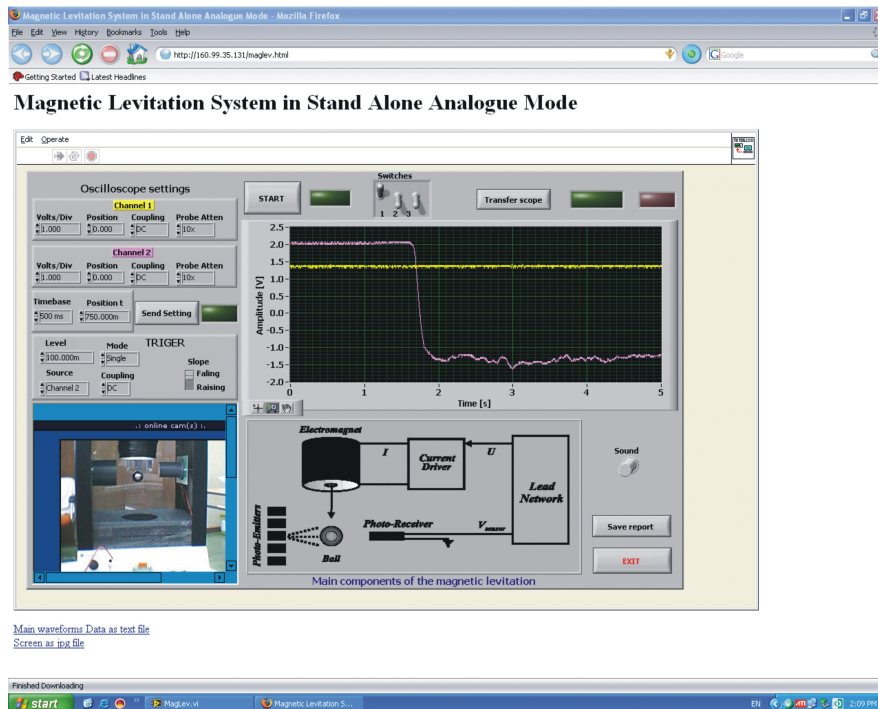 Magnetic Levitation System in Stand Alone Analogue Mode - Mozilla Firefox
File Edit View History Bookmarks Tools Help
http://160.99.35.131/maglev.html
Google
Getting Started Latest Headlines
Magnetic Levitation System in Stand Alone Analogue Mode
Edit Operate
Oscilloscope settings
Channel 1
Volts/Div Position Coupling Probe Atten
1.000 0.000 DC 10x
Channel 2
Volts/Div Position Coupling Probe Atten
1.000 0.000 DC 10x
Timebase Position t
500 ms 750.000m Send Setting
Level Mode TRIGER
100.000m Single Slope
Source Coupling Faling
Channel 2 DC Raising
.: online cam(s) :.
START
Switches
1 2 3
Transfer scope
Amplitude [V]
2.5
2.0
1.5
1.0
0.5
0.0
-0.5
-1.0
-1.5
-2.0
0 1 2 3 4 5
Time [s]
Electromagnet
I
Current
Driver
U
Lead
Network
Photo-Emitters
Ball
Photo-Receiver
Vsensor
Main components of the magnetic levitation
Sound
Save report
EXIT
Main waveforms Data as text file
Screen as jpg file
Finished Downloading
start
MagLev.vi
Magnetic Levitation S...
EN
2:09 PM